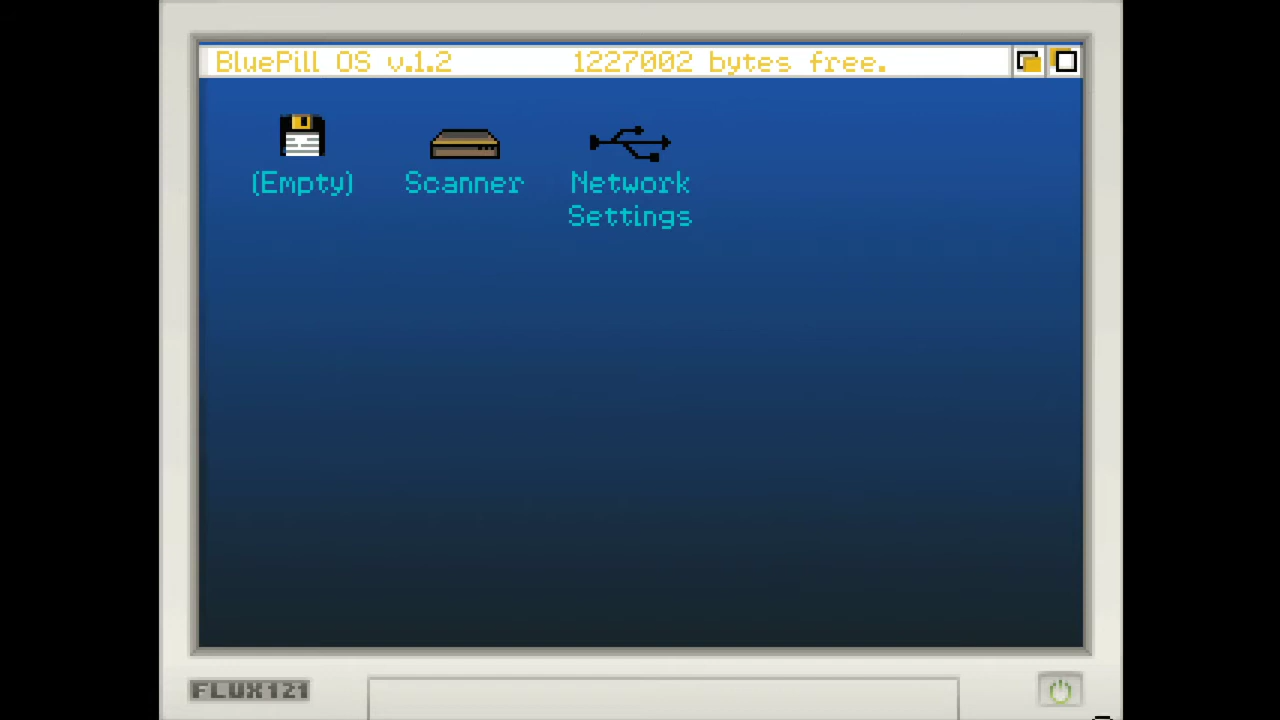 BluePill OS v.1.2 1227002 bytes free.
(Empty) Scanner Network
Settings
FLUX121